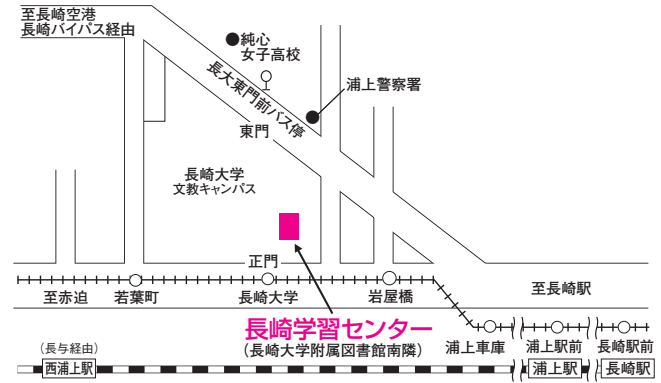 至長崎空港
長崎バイパス経由
純心
女子高校
長大東門前バス停
浦上警察署
東門
長崎大学
文教キャンパス
正門
至赤迫
若葉町
長崎大学
岩屋橋
至長崎駅
長崎学習センター
(長崎大学附属図書館南隣)
浦上車庫
浦上駅前
長崎駅前
(長与経由)
西浦上駅
浦上駅
長崎駅